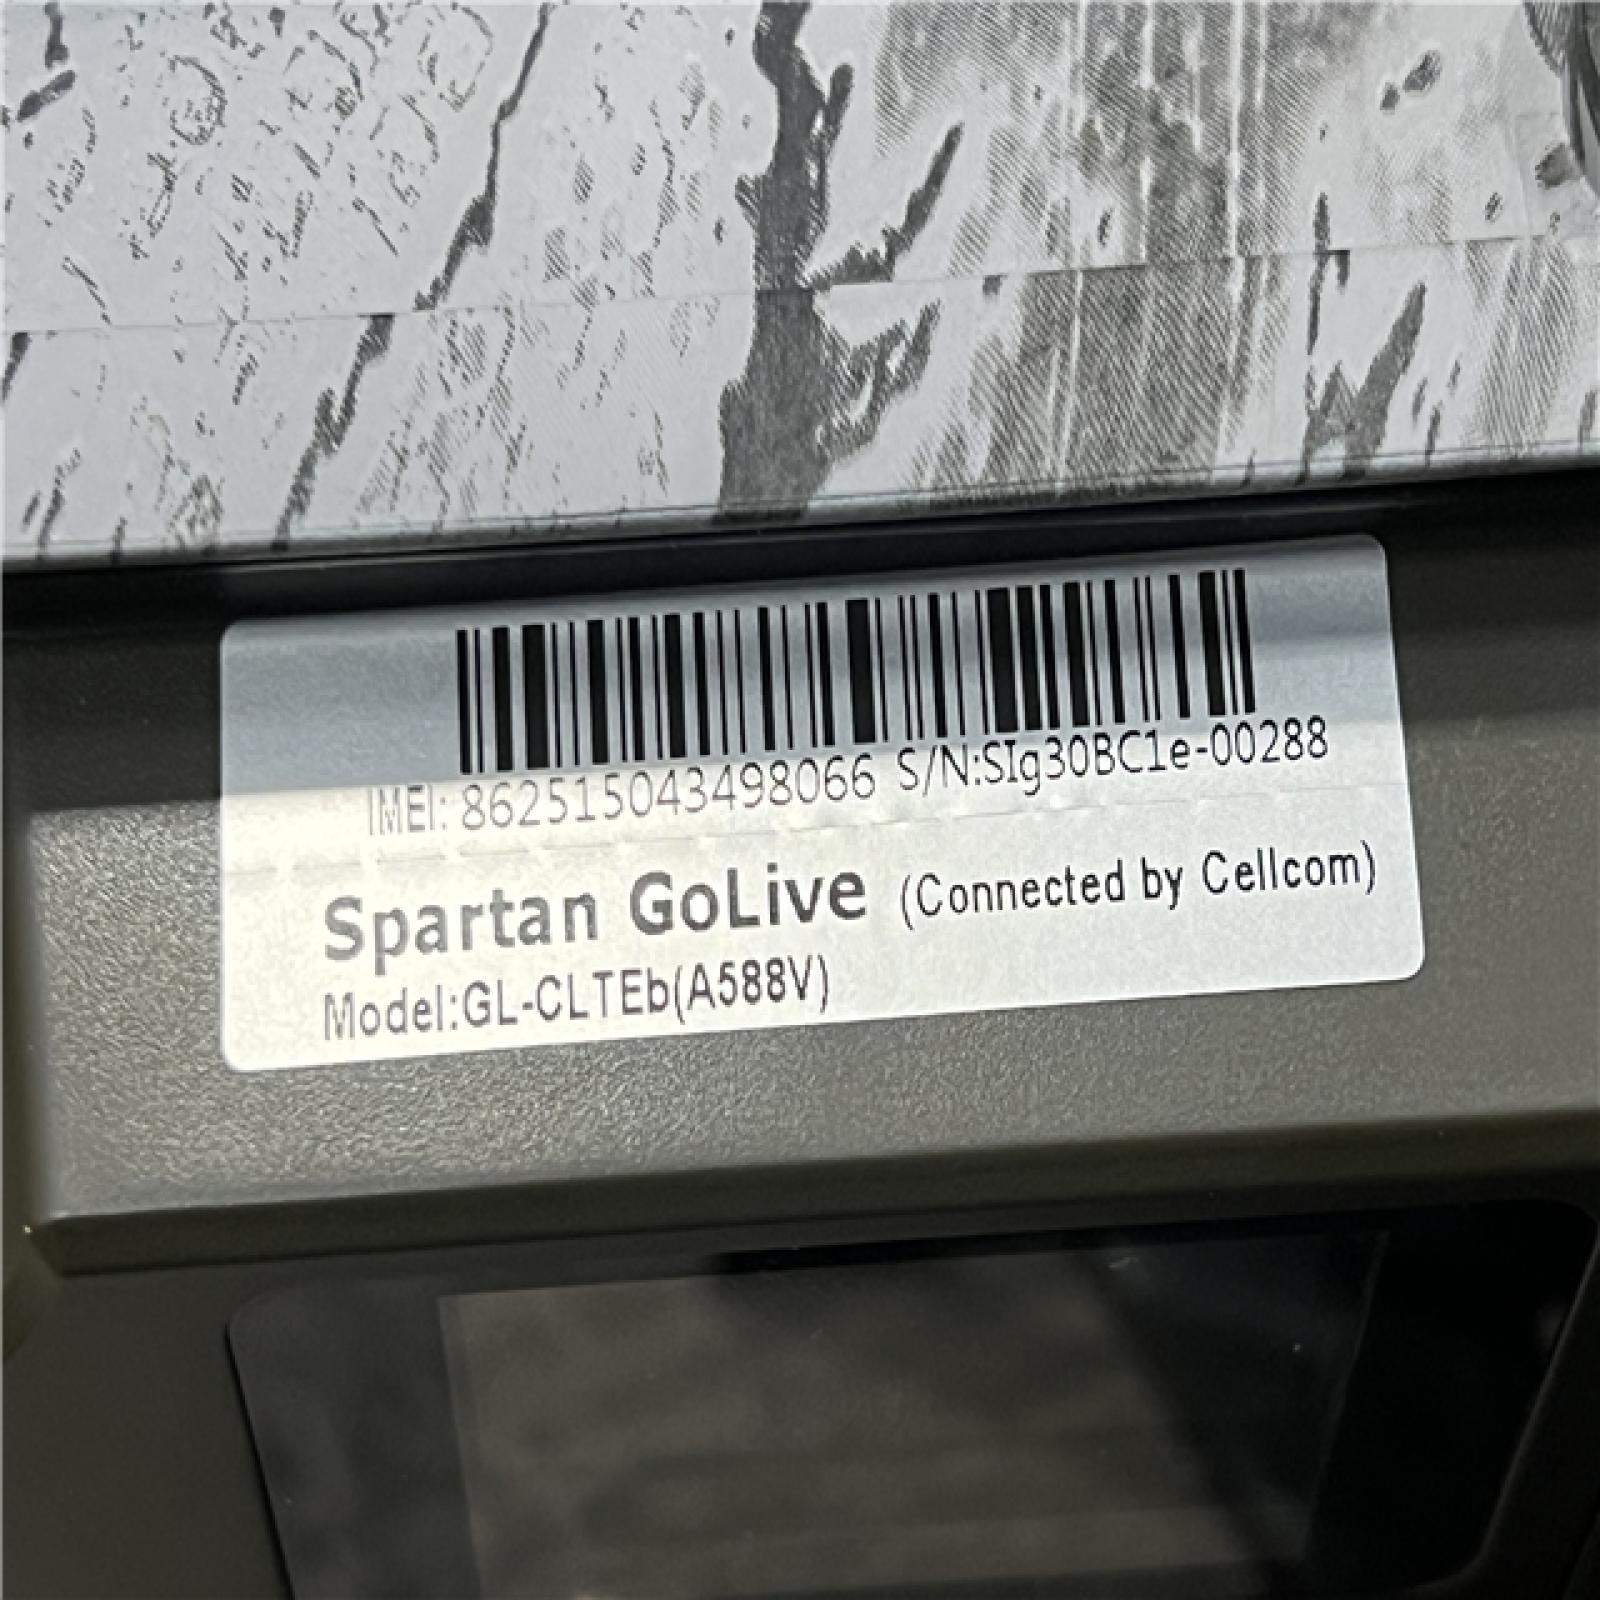 IMEI: 862515043498066 S/N:SIg30BC1e-00288
Spartan GoLive (Connected by Cellcom)
Model:GL-CLTEb(A588V)